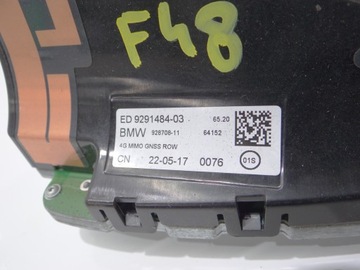 F48
ED 9291484-03 65.20
BMW 928708-11 64152
4G MIMO GNSS ROW
CN 22-05-17 0076 01S